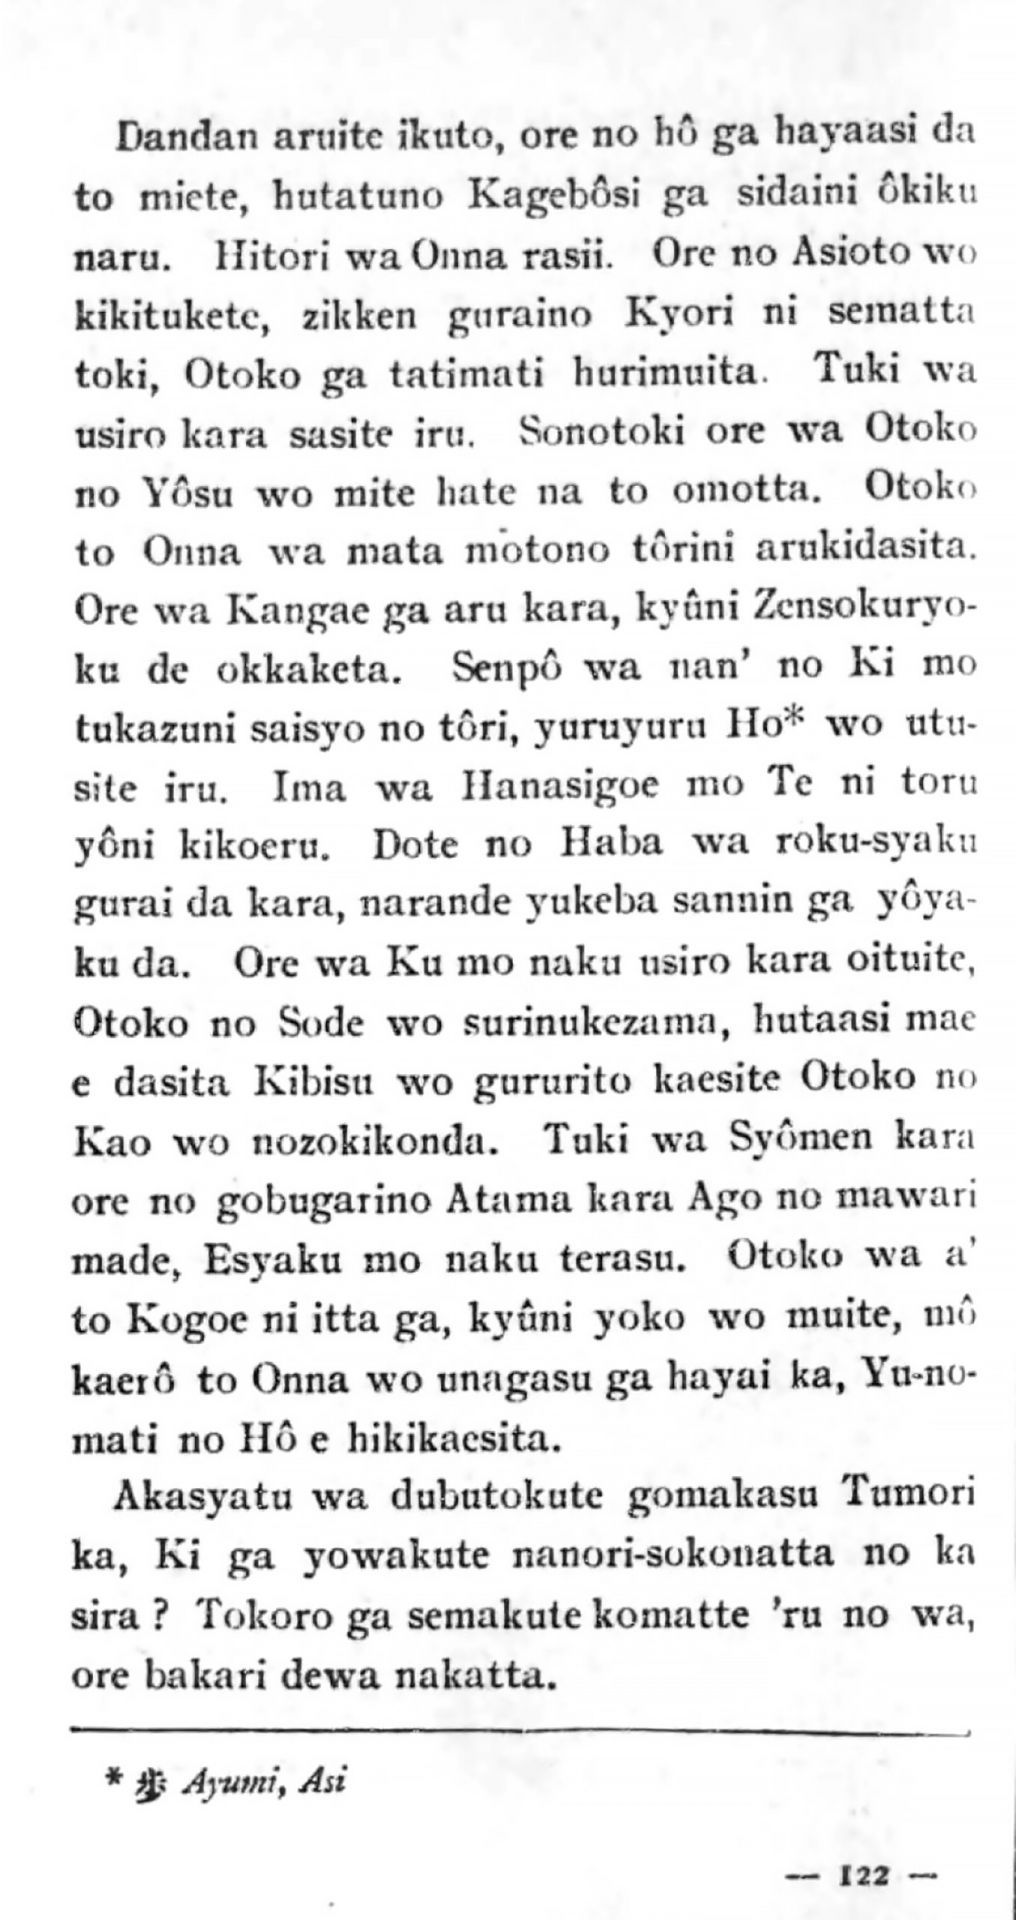 Dandan aruite ikuto, ore no hô ga hayaasi da
to miete, hutatuno Kagebôsi ga sidaini ôkiku
naru. Hitori wa Onna rasii. Ore no Asioto wo
kikitukete, zikken guraino Kyori ni sematta
toki, Otoko ga tatimati hurimuita. Tuki wa
usiro kara sasite iru. Sonotoki ore wa Otoko
no Yôsu wo mite hate na to omotta. Otoko
to Onna wa mata motono tôrini arukidasita.
Ore wa Kangae ga aru kara, kyûni Zensokuryo-
ku de okkaketa. Senpô wa nan' no Ki mo
tukazuni saisyo no tôri, yuruyuru Ho* wo utu-
site iru. Ima wa Hanasigoe mo Te ni toru
yôni kikoeru. Dote no Haba wa roku-syaku
gurai da kara, narande yukeba sannin ga yôya-
ku da. Ore wa Ku mo naku usiro kara oituite,
Otoko no Sode wo surinukezama, hutaasi mae
e dasita Kibisu wo gururito kaesite Otoko no
Kao wo nozokikonda. Tuki wa Syômen kara
ore no gobugarino Atama kara Ago no mawari
made, Esyaku mo naku terasu. Otoko wa a'
to Kogoe ni itta ga, kyûni yoko wo muite, mô
kaerô to Onna wo unagasu ga hayai ka, Yu-no-
mati no Hô e hikikaesita.
Akasyatu wa dubutokute gomakasu Tumori
ka, Ki ga yowakute nanori-sokonatta no ka
sira ? Tokoro ga semakute komatte 'ru no wa,
ore bakari dewa nakatta.
* 歩 Ayumi, Asi
— 122 —